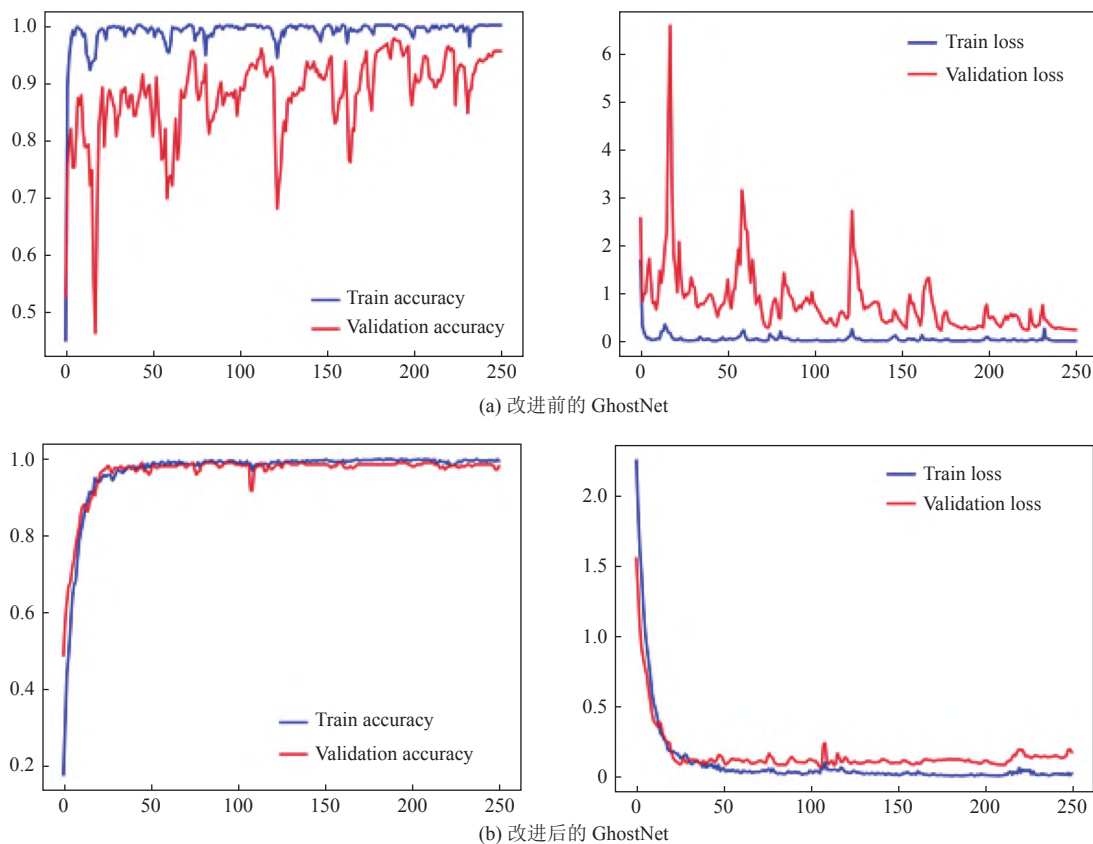 1.0
0.9
0.8
0.7
0.6
0.5
Train accuracy
Validation accuracy
0 50 100 150 200 250
6
5
4
3
2
1
0
Train loss
Validation loss
0 50 100 150 200 250
(a) 改进前的 GhostNet
1.0
0.8
0.6
0.4
0.2
Train accuracy
Validation accuracy
0 50 100 150 200 250
2.0
1.5
1.0
0.5
0
Train loss
Validation loss
0 50 100 150 200 250
(b) 改进后的 GhostNet